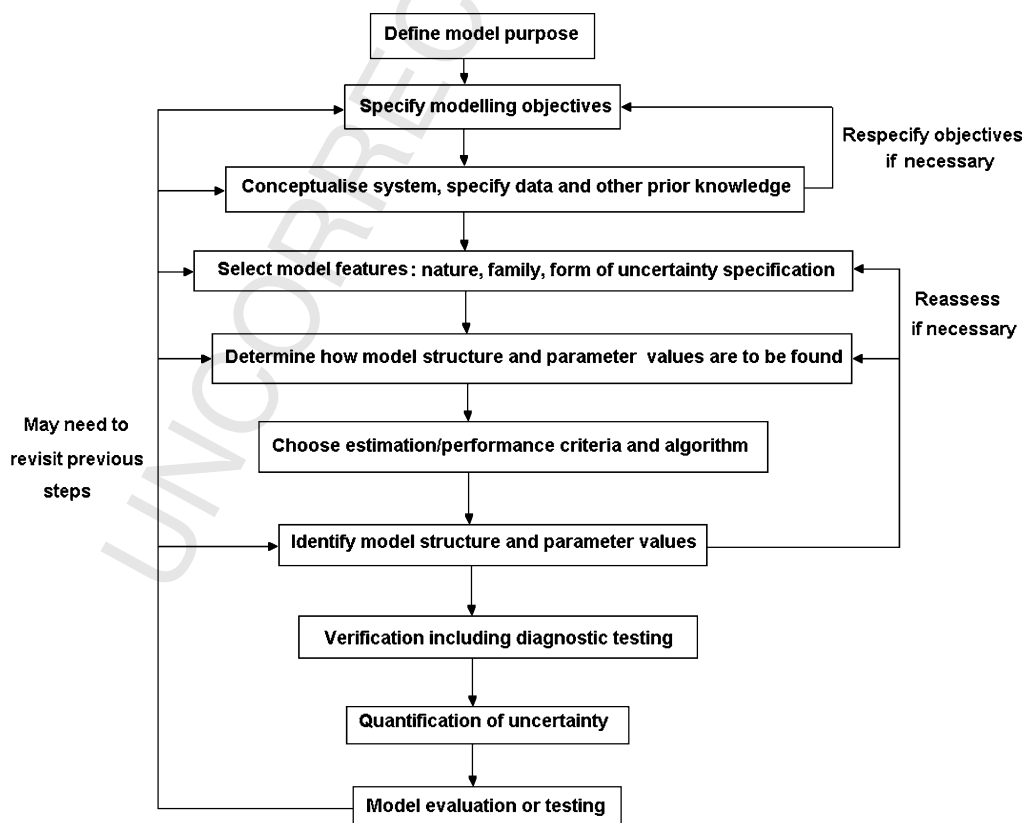 Define model purpose
Specify modelling objectives
Respecify objectives
if necessary
Conceptualise system, specify data and other prior knowledge
Select model features : nature, family, form of uncertainty specification
Reassess
if necessary
Determine how model structure and parameter values are to be found
May need to
revisit previous
steps
Choose estimation/performance criteria and algorithm
Identify model structure and parameter values
Verification including diagnostic testing
Quantification of uncertainty
Model evaluation or testing
UNCORREC